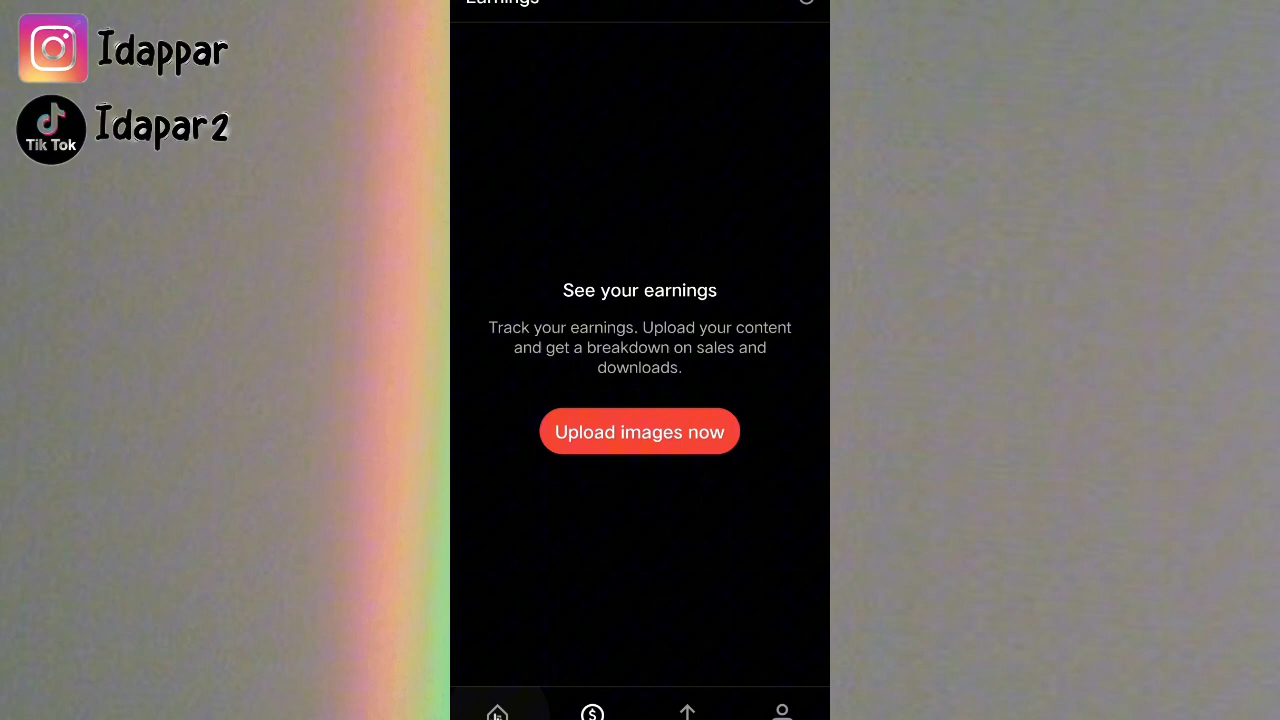 Idappar
Tik Tok
Idapar2
Earnings
See your earnings
Track your earnings. Upload your content
and get a breakdown on sales and
downloads.
Upload images now